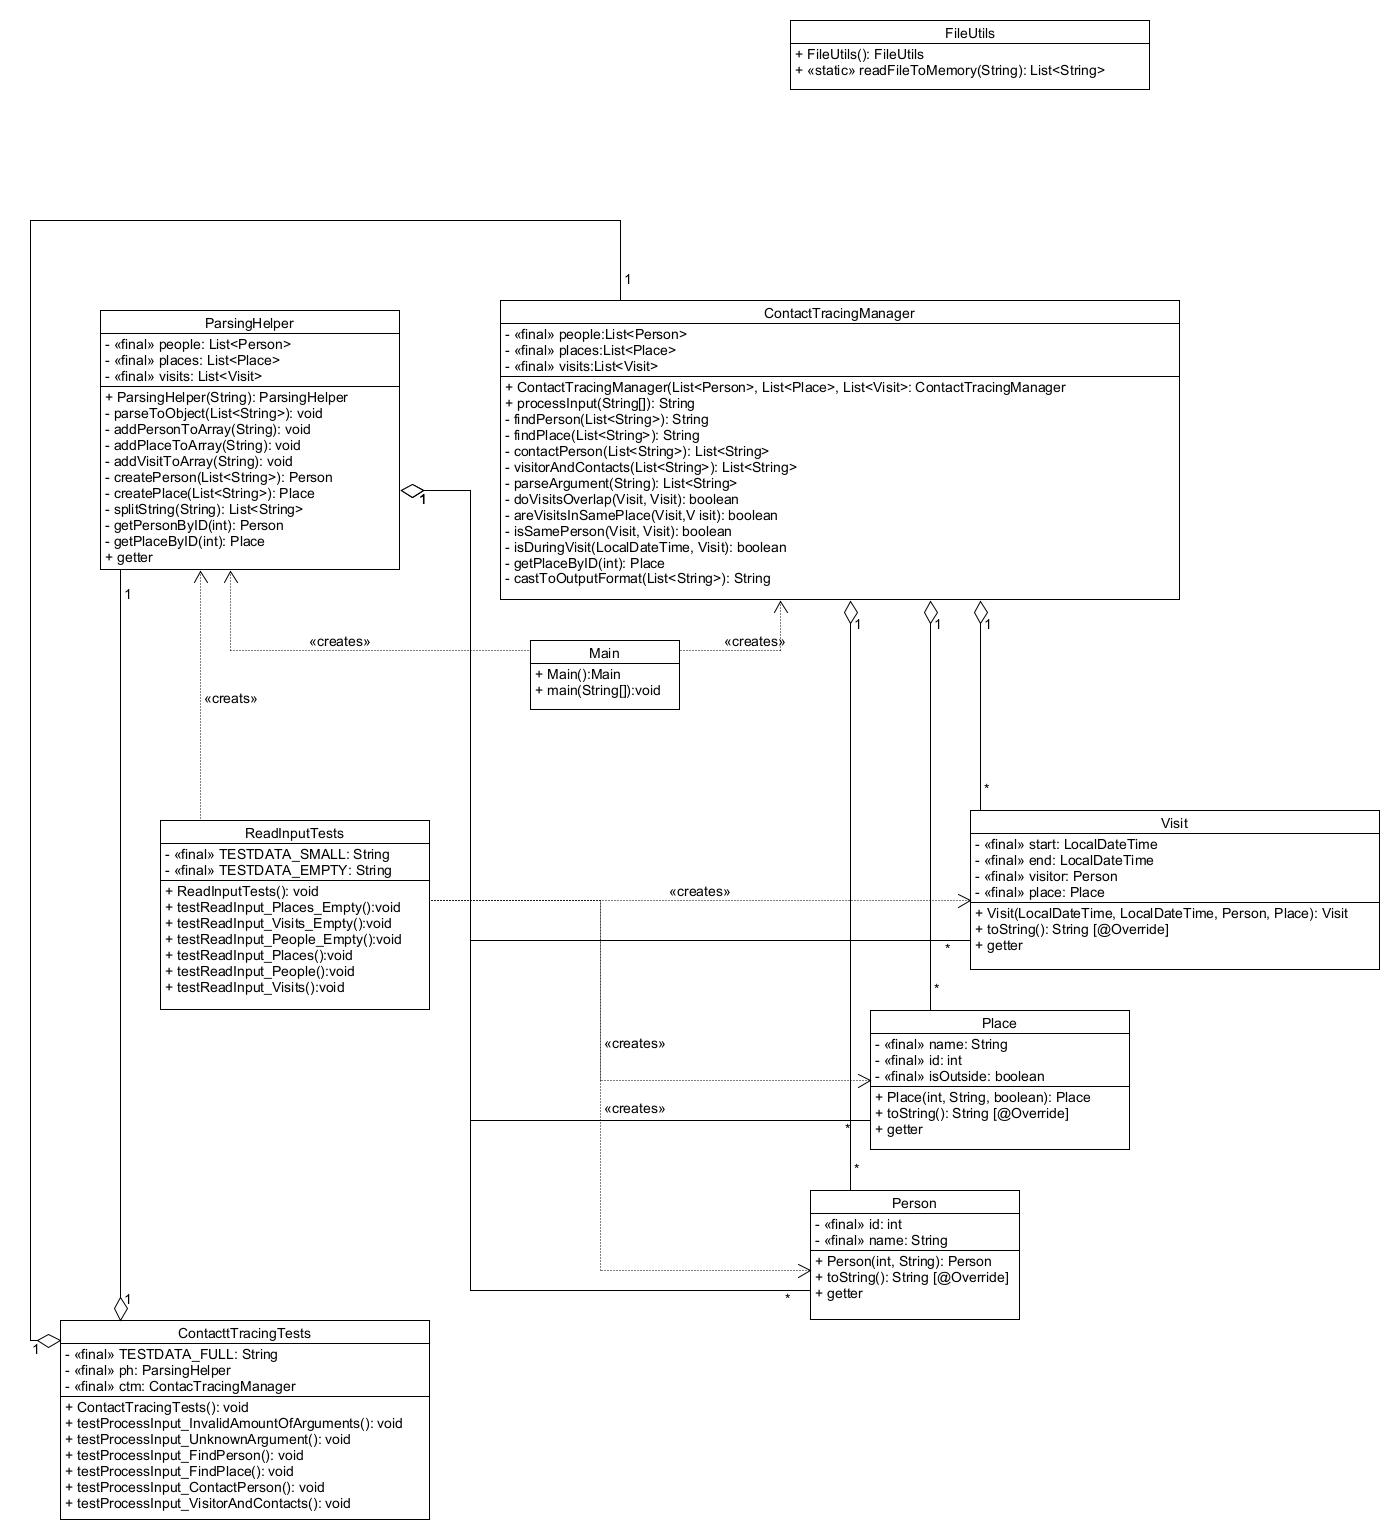 FileUtils
+ FileUtils(): FileUtils
+ «static» readFileToMemory(String): List<String>
1
ParsingHelper
- «final» people: List<Person>
- «final» places: List<Place>
- «final» visits: List<Visit>
+ ParsingHelper(String): ParsingHelper
- parseToObject(List<String>): void
- addPersonToArray(String): void
- addPlaceToArray(String): void
- addVisitToArray(String): void
- createPerson(List<String>): Person
- createPlace(List<String>): Place
- splitString(String): List<String>
- getPersonByID(int): Person
- getPlaceByID(int): Place
+ getter
1
1
ContactTracingManager
- «final» people:List<Person>
- «final» places:List<Place>
- «final» visits:List<Visit>
+ ContactTracingManager(List<Person>, List<Place>, List<Visit>: ContactTracingManager
+ processInput(String[]): String
- findPerson(List<String>): String
- findPlace(List<String>): String
- contactPerson(List<String>): List<String>
- visitorAndContacts(List<String>): List<String>
- parseArgument(String): List<String>
- doVisitsOverlap(Visit, Visit): boolean
- areVisitsInSamePlace(Visit,V isit): boolean
- isSamePerson(Visit, Visit): boolean
- isDuringVisit(LocalDateTime, Visit): boolean
- getPlaceByID(int): Place
- castToOutputFormat(List<String>): String
1
1
1
«creates»
«creates»
Main
+ Main():Main
+ main(String[]):void
«creats»
*
ReadInputTests
- «final» TESTDATA_SMALL: String
- «final» TESTDATA_EMPTY: String
+ ReadInputTests(): void
+ testReadInput_Places_Empty():void
+ testReadInput_Visits_Empty():void
+ testReadInput_People_Empty():void
+ testReadInput_Places():void
+ testReadInput_People():void
+ testReadInput_Visits():void
«creates»
Visit
- «final» start: LocalDateTime
- «final» end: LocalDateTime
- «final» visitor: Person
- «final» place: Place
+ Visit(LocalDateTime, LocalDateTime, Person, Place): Visit
+ toString(): String [@Override]
+ getter
*
*
«creates»
Place
- «final» name: String
- «final» id: int
- «final» isOutside: boolean
+ Place(int, String, boolean): Place
+ toString(): String [@Override]
+ getter
«creates»
*
*
Person
- «final» id: int
- «final» name: String
+ Person(int, String): Person
+ toString(): String [@Override]
+ getter
*
1
1
ContacttTracingTests
- «final» TESTDATA_FULL: String
- «final» ph: ParsingHelper
- «final» ctm: ContacTracingManager
+ ContactTracingTests(): void
+ testProcessInput_InvalidAmountOfArguments(): void
+ testProcessInput_UnknownArgument(): void
+ testProcessInput_FindPerson(): void
+ testProcessInput_FindPlace(): void
+ testProcessInput_ContactPerson(): void
+ testProcessInput_VisitorAndContacts(): void